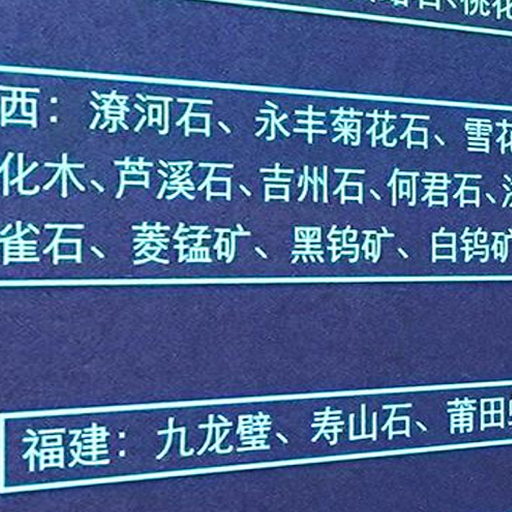 西：潦河石、永丰菊花石、雪花
化木、芦溪石、吉州石、何君石、
雀石、菱锰矿、黑钨矿、白钨矿
福建：九龙璧、寿山石、莆田